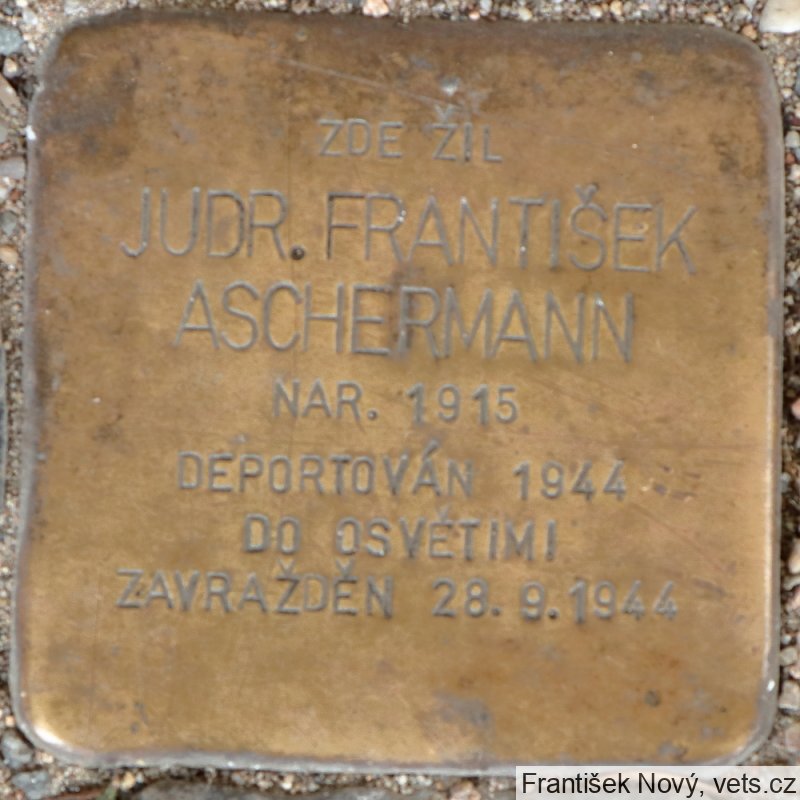 ZDE ŽIL
JUDR. FRANTIŠEK
ASCHERMANN
NAR. 1915
DEPORTOVÁN 1944
DO OSVĚTIMI
ZAVRAŽDĚN 28. 9. 1944
František Nový, vets.cz